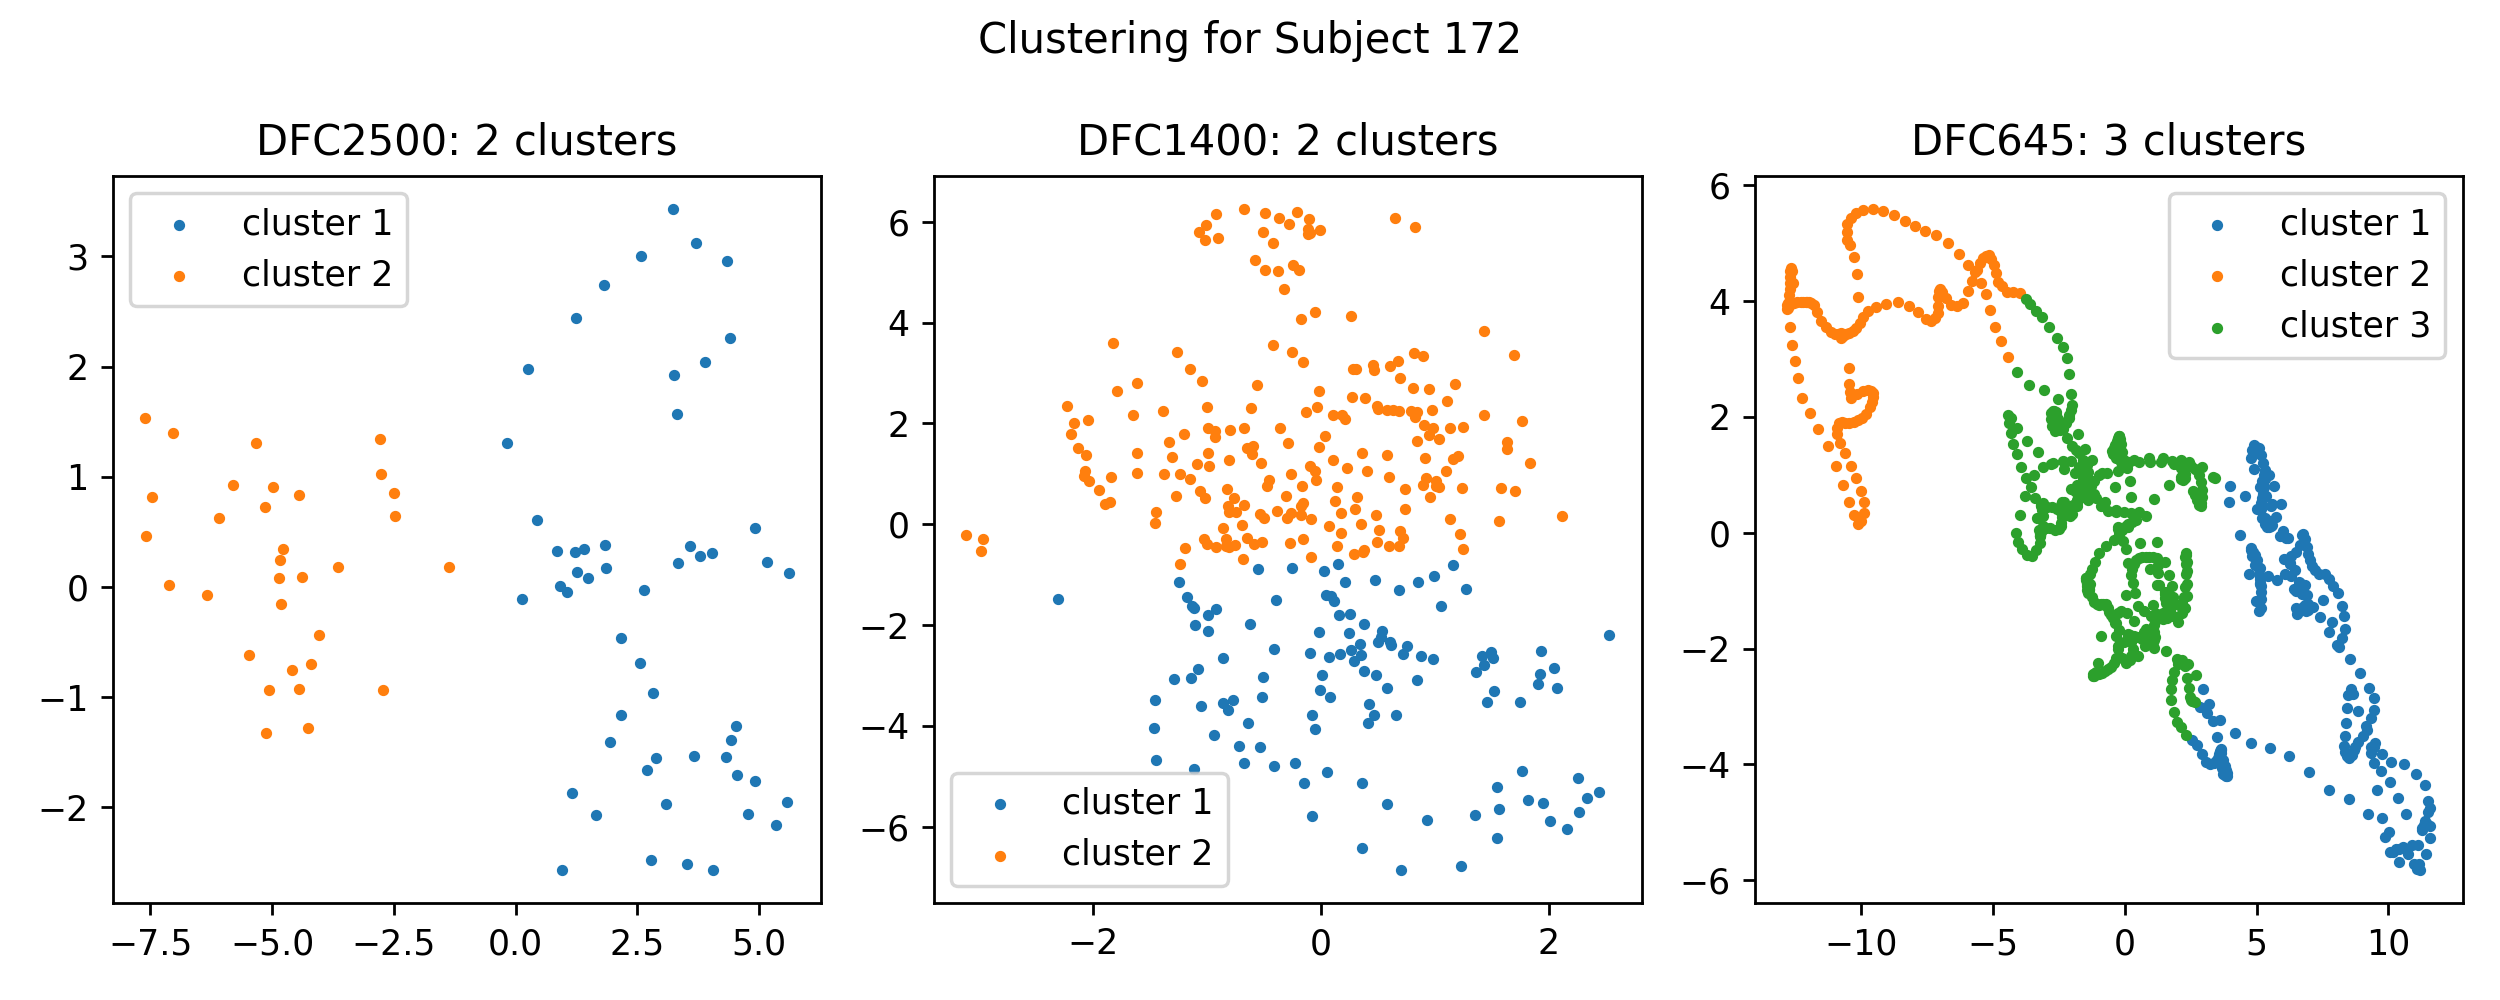 Clustering for Subject 172
DFC2500: 2 clusters
cluster 1
cluster 2
3
2
1
0
−1
−2
−7.5 −5.0 −2.5 0.0 2.5 5.0
DFC1400: 2 clusters
6
4
2
0
−2
−4
−6
cluster 1
cluster 2
−2 0 2
DFC645: 3 clusters
cluster 1
cluster 2
cluster 3
6
4
2
0
−2
−4
−6
−10 −5 0 5 10